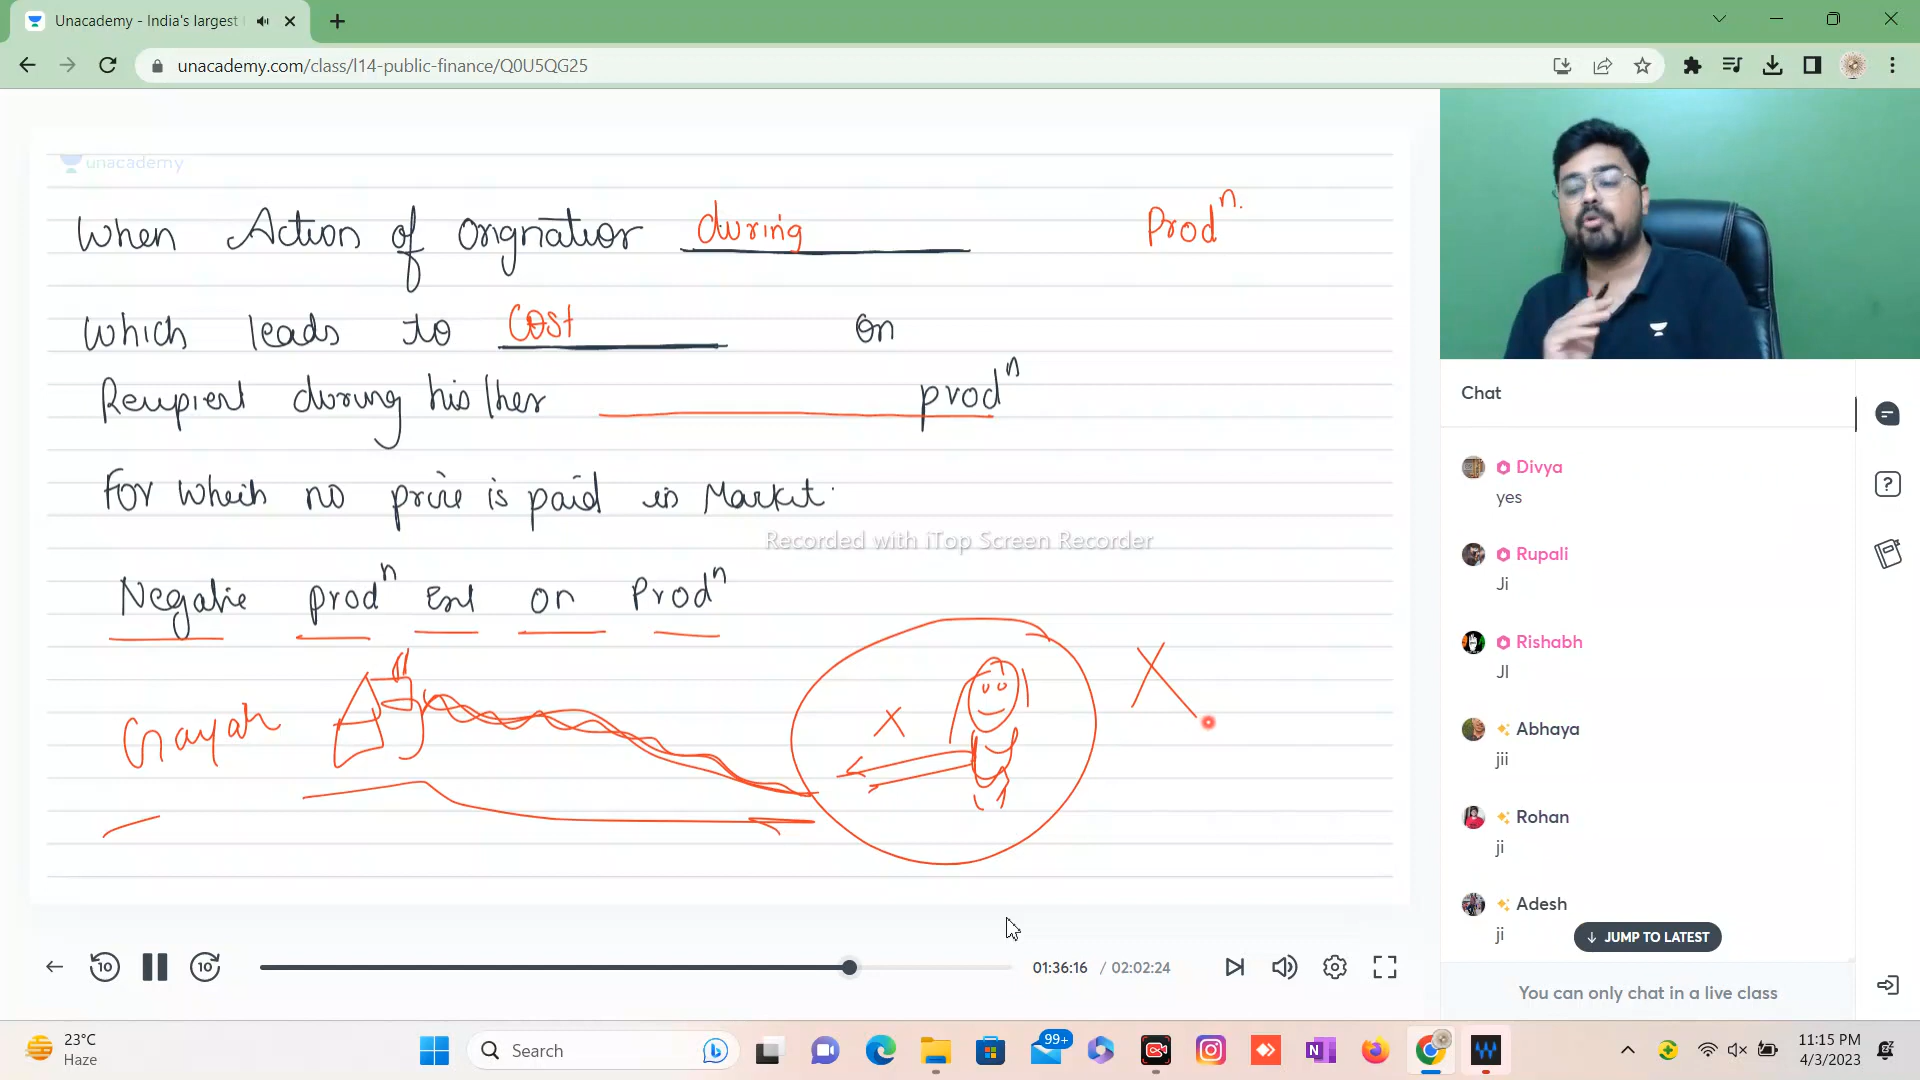 Unacademy - India's largest
unacademy.com/class/l14-public-finance/Q0U5QG25
unacademy
When Action of Orignatior during Prodⁿ.
Which leads to Cost on
Recipient during his/her prodⁿ
For which no price is paid in Market.
Recorded with iTop Screen Recorder
Negative prodⁿ Ext on Prodⁿ
X
X
10
10
01:36:16 / 02:02:24
Chat
Divya
yes
Rupali
Ji
Rishabh
JI
Abhaya
jii
Rohan
ji
Adesh
ji
JUMP TO LATEST
You can only chat in a live class
23°C
Haze
Search
99+
11:15 PM
4/3/2023